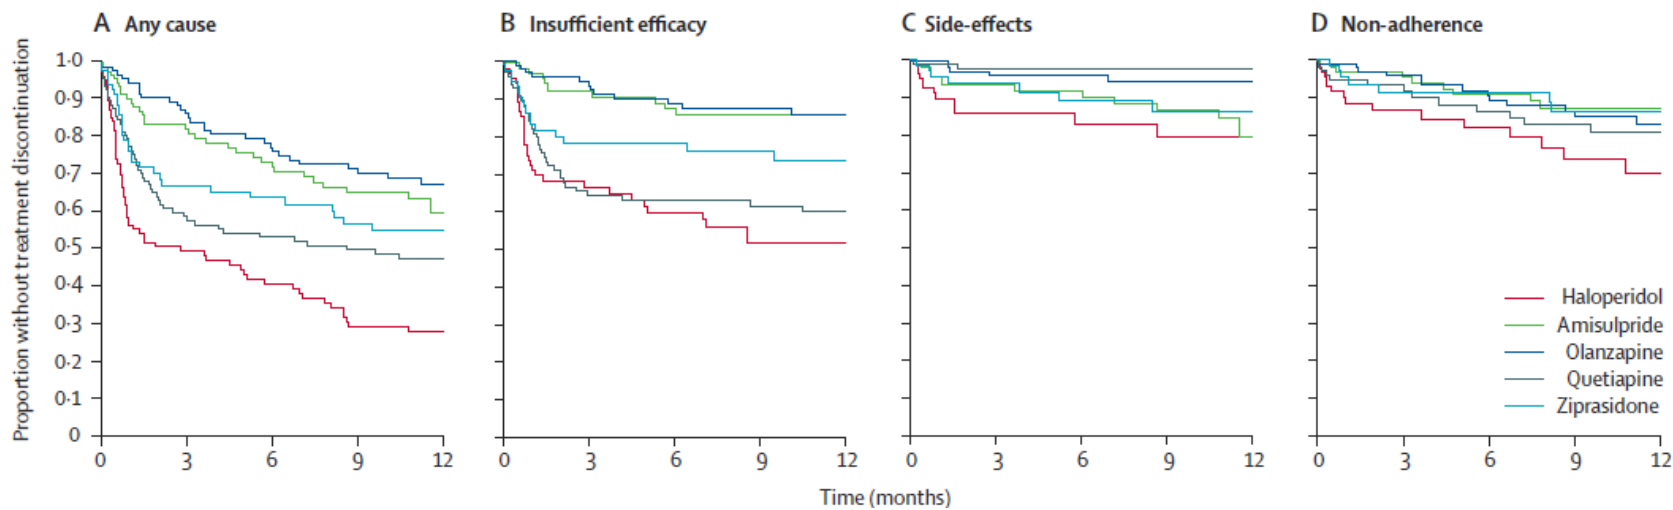 A Any cause
B Insufficient efficacy
C Side-effects
D Non-adherence
Proportion without treatment discontinuation
1·0
0·9
0·8
0·7
0·6
0·5
0·4
0·3
0·2
0·1
0
0 3 6 9 12
0 3 6 9 12
0 3 6 9 12
0 3 6 9 12
Haloperidol
Amisulpride
Olanzapine
Quetiapine
Ziprasidone
Time (months)